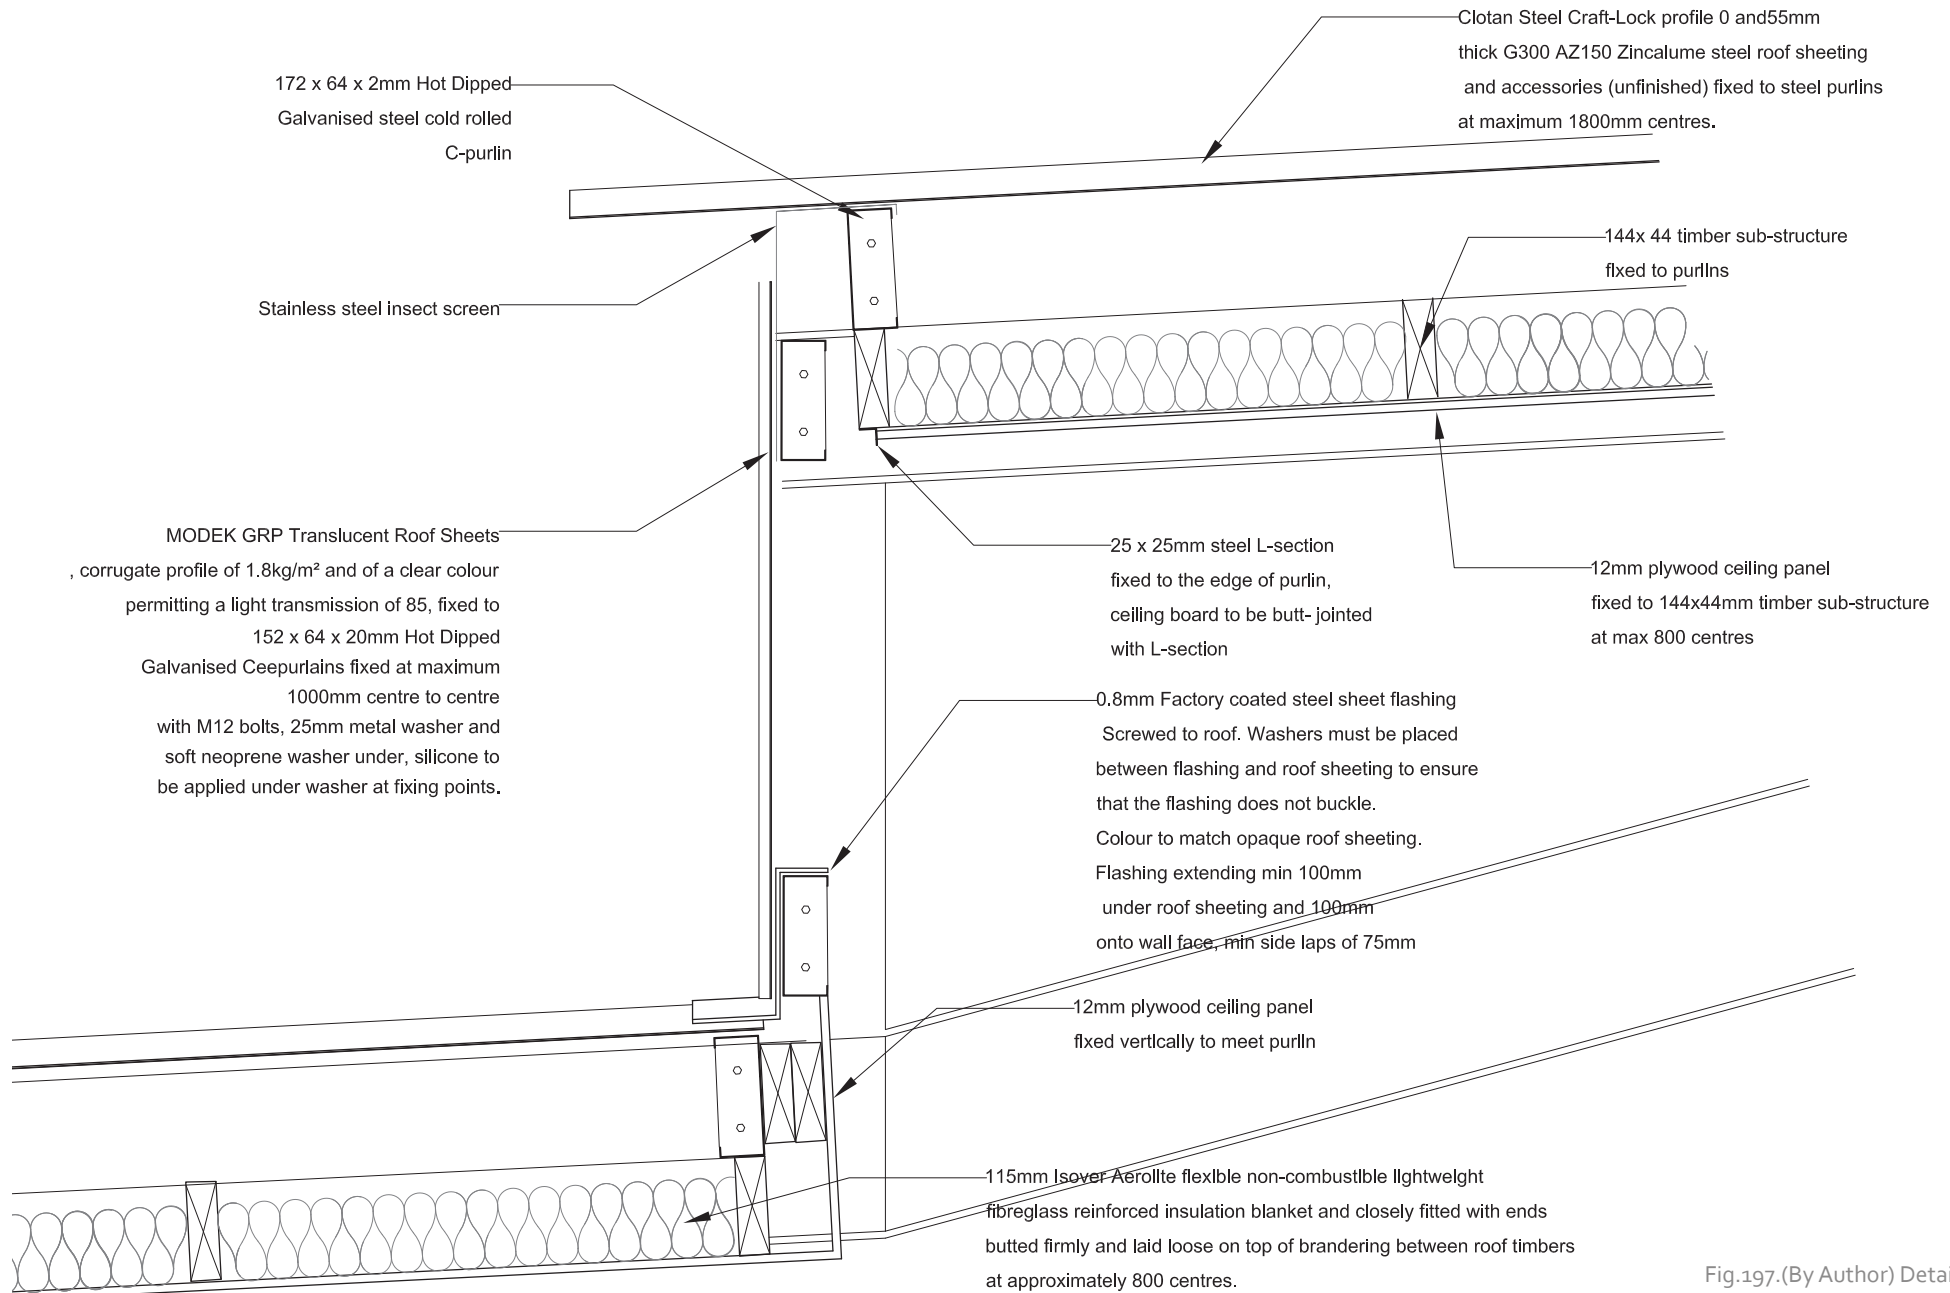 Clotan Steel Craft-Lock profile 0 and55mm
thick G300 AZ150 Zincalume steel roof sheeting
and accessories (unfinished) fixed to steel purlins
at maximum 1800mm centres.
172 x 64 x 2mm Hot Dipped
Galvanised steel cold rolled
C-purlin
144x 44 timber sub-structure
fixed to purlins
Stainless steel insect screen
MODEK GRP Translucent Roof Sheets
, corrugate profile of 1.8kg/m² and of a clear colour
permitting a light transmission of 85, fixed to
152 x 64 x 20mm Hot Dipped
Galvanised Ceepurlains fixed at maximum
1000mm centre to centre
with M12 bolts, 25mm metal washer and
soft neoprene washer under, silicone to
be applied under washer at fixing points.
25 x 25mm steel L-section
fixed to the edge of purlin,
ceiling board to be butt- jointed
with L-section
12mm plywood ceiling panel
fixed to 144x44mm timber sub-structure
at max 800 centres
0.8mm Factory coated steel sheet flashing
Screwed to roof. Washers must be placed
between flashing and roof sheeting to ensure
that the flashing does not buckle.
Colour to match opaque roof sheeting.
Flashing extending min 100mm
under roof sheeting and 100mm
onto wall face, min side laps of 75mm
12mm plywood ceiling panel
fixed vertically to meet purlin
115mm Isover Aerolite flexible non-combustible lightweight
fibreglass reinforced insulation blanket and closely fitted with ends
butted firmly and laid loose on top of brandering between roof timbers
at approximately 800 centres.
Fig.197.(By Author) Detai